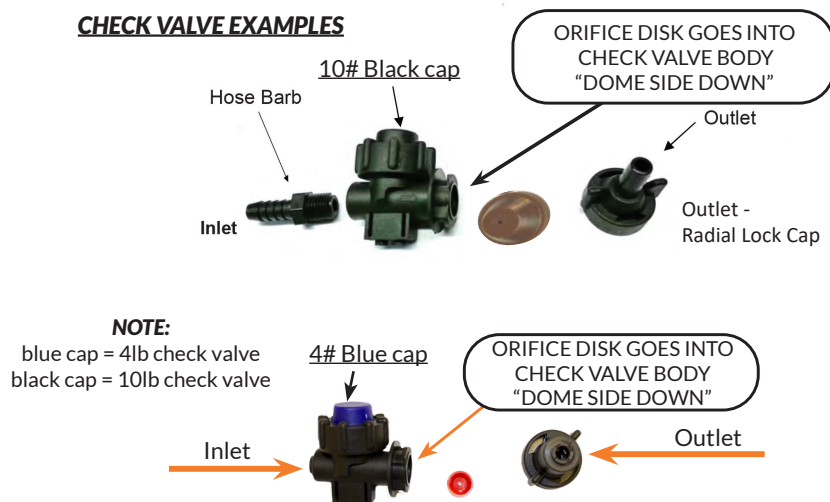 CHECK VALVE EXAMPLES
ORIFICE DISK GOES INTO
CHECK VALVE BODY
“DOME SIDE DOWN”
10# Black cap
Hose Barb
Outlet
Inlet
Outlet -
Radial Lock Cap
NOTE:
blue cap = 4lb check valve
black cap = 10lb check valve
4# Blue cap
ORIFICE DISK GOES INTO
CHECK VALVE BODY
“DOME SIDE DOWN”
Inlet
Outlet